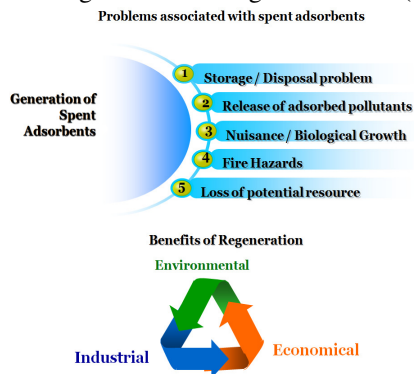 Problems associated with spent adsorbents
Generation of
Spent
Adsorbents
1 Storage / Disposal problem
2 Release of adsorbed pollutants
3 Nuisance / Biological Growth
4 Fire Hazards
5 Loss of potential resource
Benefits of Regeneration
Environmental
Industrial
Economical